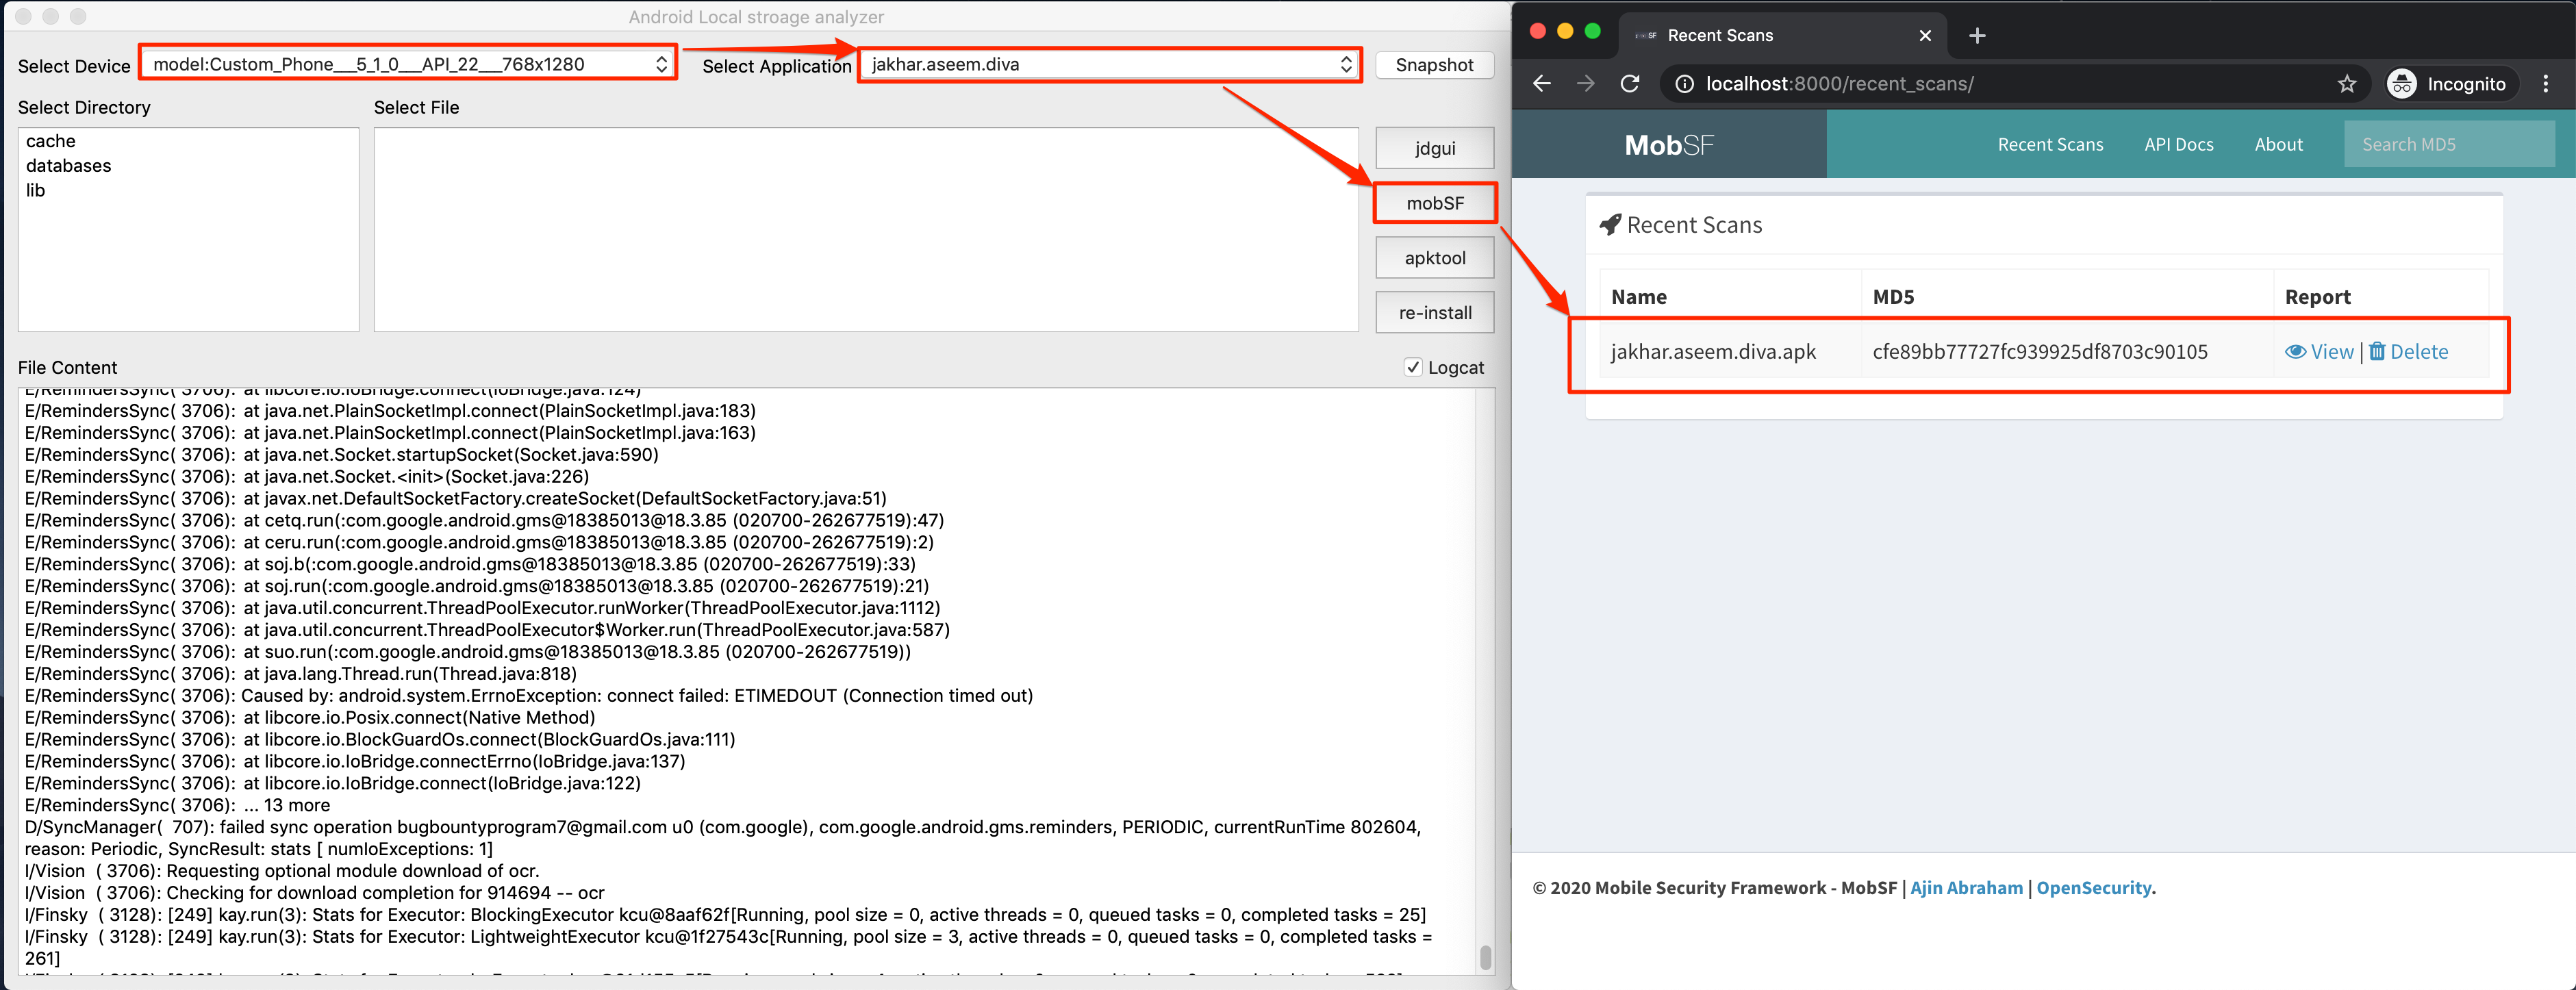 Android Local stroage analyzer
Select Device model:Custom_Phone___5_1_0___API_22___768x1280 Select Application jakhar.aseem.diva Snapshot
Select Directory Select File
cache
databases
lib
jdgui
mobSF
apktool
re-install
File Content Logcat
E/RemindersSync( 3706): at libcore.io.IoBridge.connect(IoBridge.java:124)
E/RemindersSync( 3706): at java.net.PlainSocketImpl.connect(PlainSocketImpl.java:183)
E/RemindersSync( 3706): at java.net.PlainSocketImpl.connect(PlainSocketImpl.java:163)
E/RemindersSync( 3706): at java.net.Socket.startupSocket(Socket.java:590)
E/RemindersSync( 3706): at java.net.Socket.<init>(Socket.java:226)
E/RemindersSync( 3706): at javax.net.DefaultSocketFactory.createSocket(DefaultSocketFactory.java:51)
E/RemindersSync( 3706): at cetq.run(:com.google.android.gms@18385013@18.3.85 (020700-262677519):47)
E/RemindersSync( 3706): at ceru.run(:com.google.android.gms@18385013@18.3.85 (020700-262677519):2)
E/RemindersSync( 3706): at soj.b(:com.google.android.gms@18385013@18.3.85 (020700-262677519):33)
E/RemindersSync( 3706): at soj.run(:com.google.android.gms@18385013@18.3.85 (020700-262677519):21)
E/RemindersSync( 3706): at java.util.concurrent.ThreadPoolExecutor.runWorker(ThreadPoolExecutor.java:1112)
E/RemindersSync( 3706): at java.util.concurrent.ThreadPoolExecutor$Worker.run(ThreadPoolExecutor.java:587)
E/RemindersSync( 3706): at suo.run(:com.google.android.gms@18385013@18.3.85 (020700-262677519))
E/RemindersSync( 3706): at java.lang.Thread.run(Thread.java:818)
E/RemindersSync( 3706): Caused by: android.system.ErrnoException: connect failed: ETIMEDOUT (Connection timed out)
E/RemindersSync( 3706): at libcore.io.Posix.connect(Native Method)
E/RemindersSync( 3706): at libcore.io.BlockGuardOs.connect(BlockGuardOs.java:111)
E/RemindersSync( 3706): at libcore.io.IoBridge.connectErrno(IoBridge.java:137)
E/RemindersSync( 3706): at libcore.io.IoBridge.connect(IoBridge.java:122)
E/RemindersSync( 3706): ... 13 more
D/SyncManager( 707): failed sync operation bugbountyprogram7@gmail.com u0 (com.google), com.google.android.gms.reminders, PERIODIC, currentRunTime 802604,
reason: Periodic, SyncResult: stats [ numIoExceptions: 1]
I/Vision ( 3706): Requesting optional module download of ocr.
I/Vision ( 3706): Checking for download completion for 914694 -- ocr
I/Finsky ( 3128): [249] kay.run(3): Stats for Executor: BlockingExecutor kcu@8aaf62f[Running, pool size = 0, active threads = 0, queued tasks = 0, completed tasks = 25]
I/Finsky ( 3128): [249] kay.run(3): Stats for Executor: LightweightExecutor kcu@1f27543c[Running, pool size = 3, active threads = 0, queued tasks = 0, completed tasks =
261]
Recent Scans
localhost:8000/recent_scans/ Incognito
MobSF Recent Scans API Docs About Search MD5
Recent Scans
Name MD5 Report
jakhar.aseem.diva.apk cfe89bb77727fc939925df8703c90105 View | Delete
© 2020 Mobile Security Framework - MobSF | Ajin Abraham | OpenSecurity.